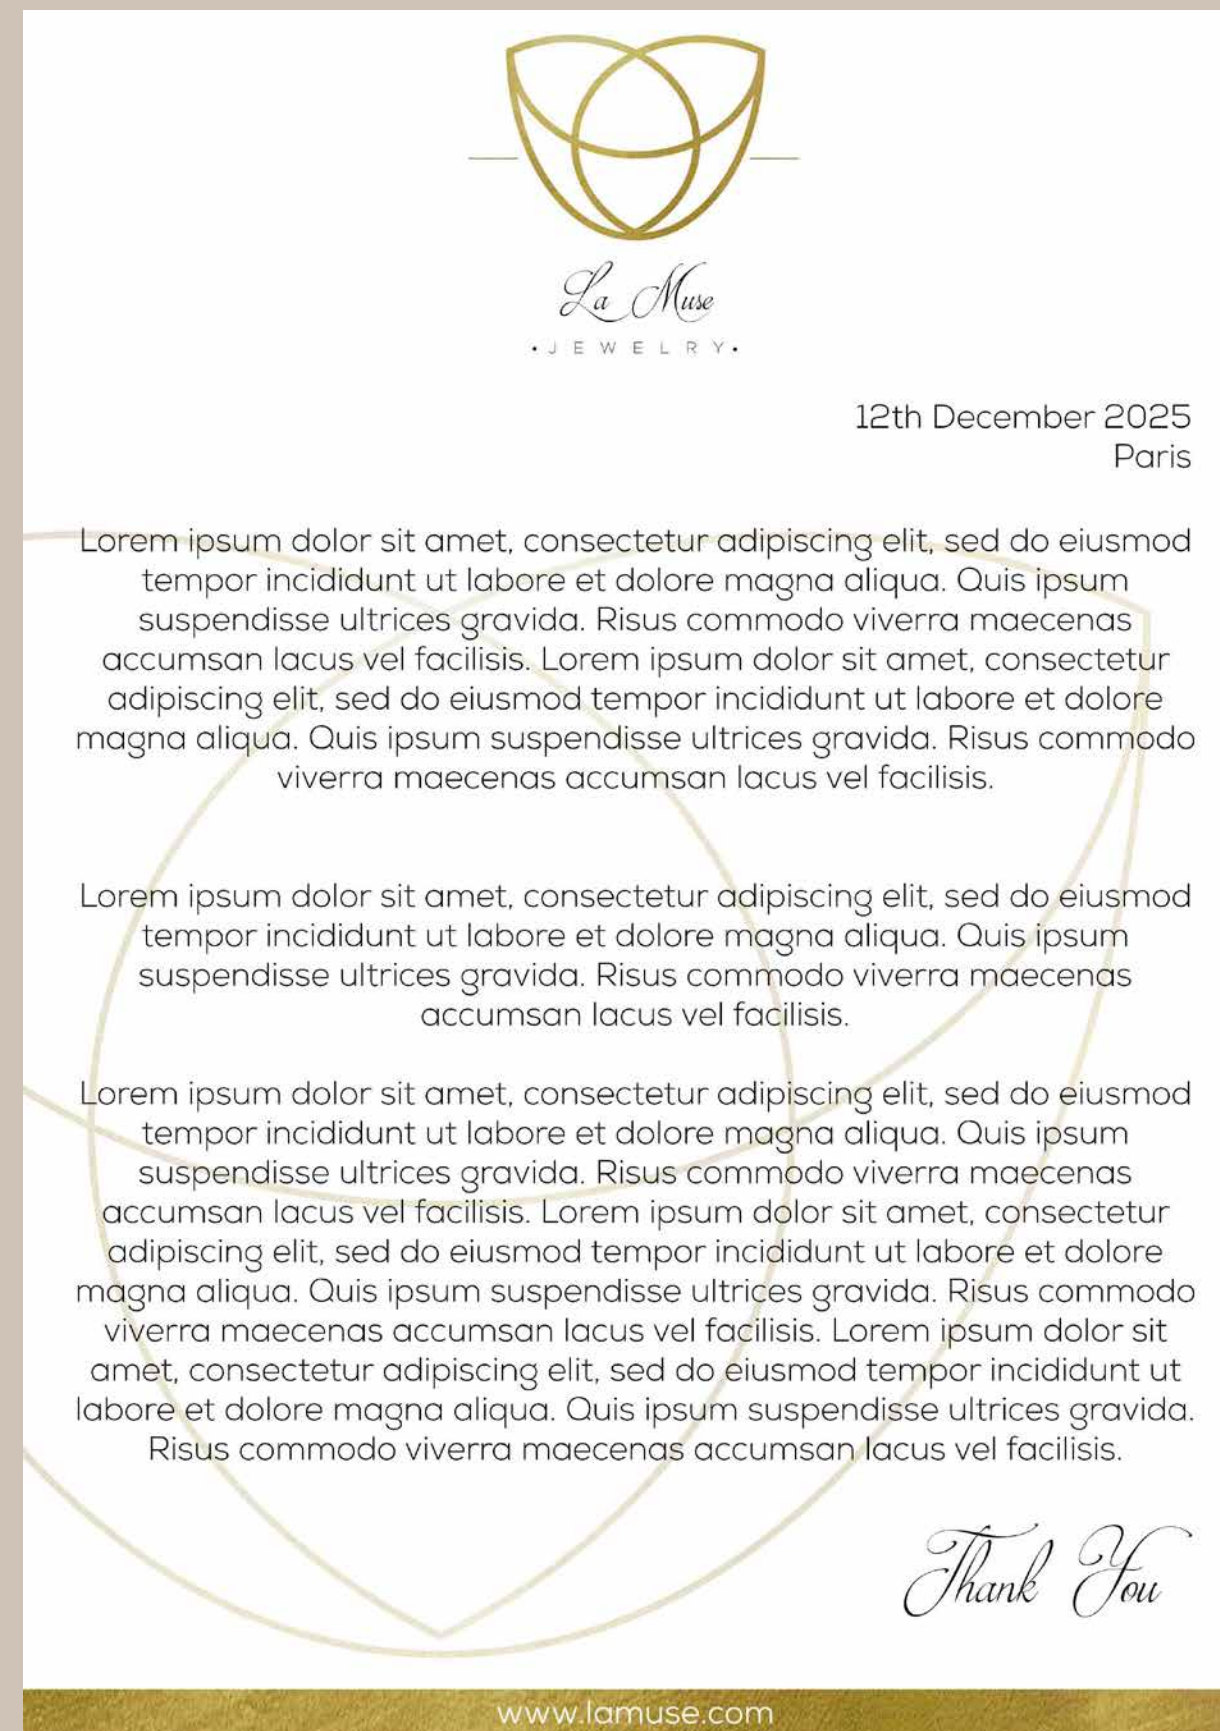 La Muse
• J E W E L R Y •
12th December 2025
Paris
Lorem ipsum dolor sit amet, consectetur adipiscing elit, sed do eiusmod
tempor incididunt ut labore et dolore magna aliqua. Quis ipsum
suspendisse ultrices gravida. Risus commodo viverra maecenas
accumsan lacus vel facilisis. Lorem ipsum dolor sit amet, consectetur
adipiscing elit, sed do eiusmod tempor incididunt ut labore et dolore
magna aliqua. Quis ipsum suspendisse ultrices gravida. Risus commodo
viverra maecenas accumsan lacus vel facilisis.
Lorem ipsum dolor sit amet, consectetur adipiscing elit, sed do eiusmod
tempor incididunt ut labore et dolore magna aliqua. Quis ipsum
suspendisse ultrices gravida. Risus commodo viverra maecenas
accumsan lacus vel facilisis.
Lorem ipsum dolor sit amet, consectetur adipiscing elit, sed do eiusmod
tempor incididunt ut labore et dolore magna aliqua. Quis ipsum
suspendisse ultrices gravida. Risus commodo viverra maecenas
accumsan lacus vel facilisis. Lorem ipsum dolor sit amet, consectetur
adipiscing elit, sed do eiusmod tempor incididunt ut labore et dolore
magna aliqua. Quis ipsum suspendisse ultrices gravida. Risus commodo
viverra maecenas accumsan lacus vel facilisis. Lorem ipsum dolor sit
amet, consectetur adipiscing elit, sed do eiusmod tempor incididunt ut
labore et dolore magna aliqua. Quis ipsum suspendisse ultrices gravida.
Risus commodo viverra maecenas accumsan lacus vel facilisis.
Thank You
www.lamuse.com